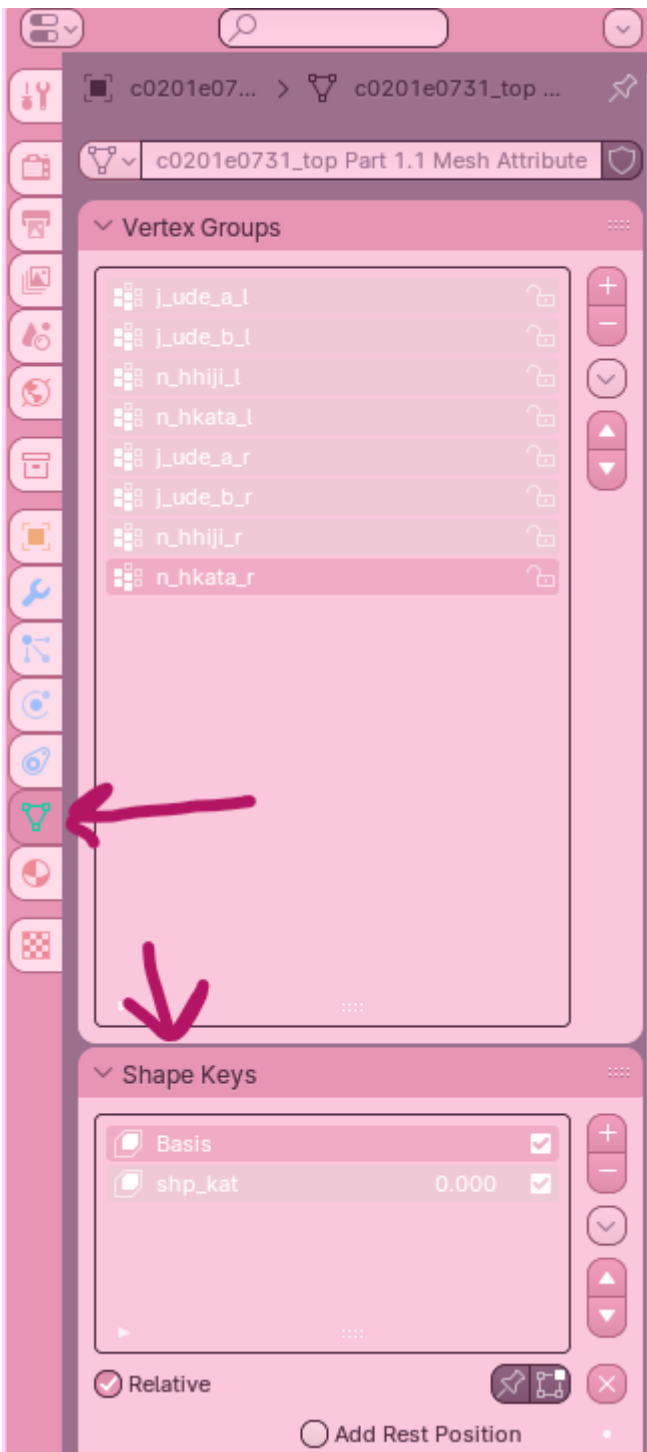 c0201e07... > c0201e0731_top ...
c0201e0731_top Part 1.1 Mesh Attribute
Vertex Groups
j_ude_a_l
j_ude_b_l
n_hhiji_l
n_hkata_l
j_ude_a_r
j_ude_b_r
n_hhiji_r
n_hkata_r
Shape Keys
Basis
shp_kat 0.000
Relative
Add Rest Position